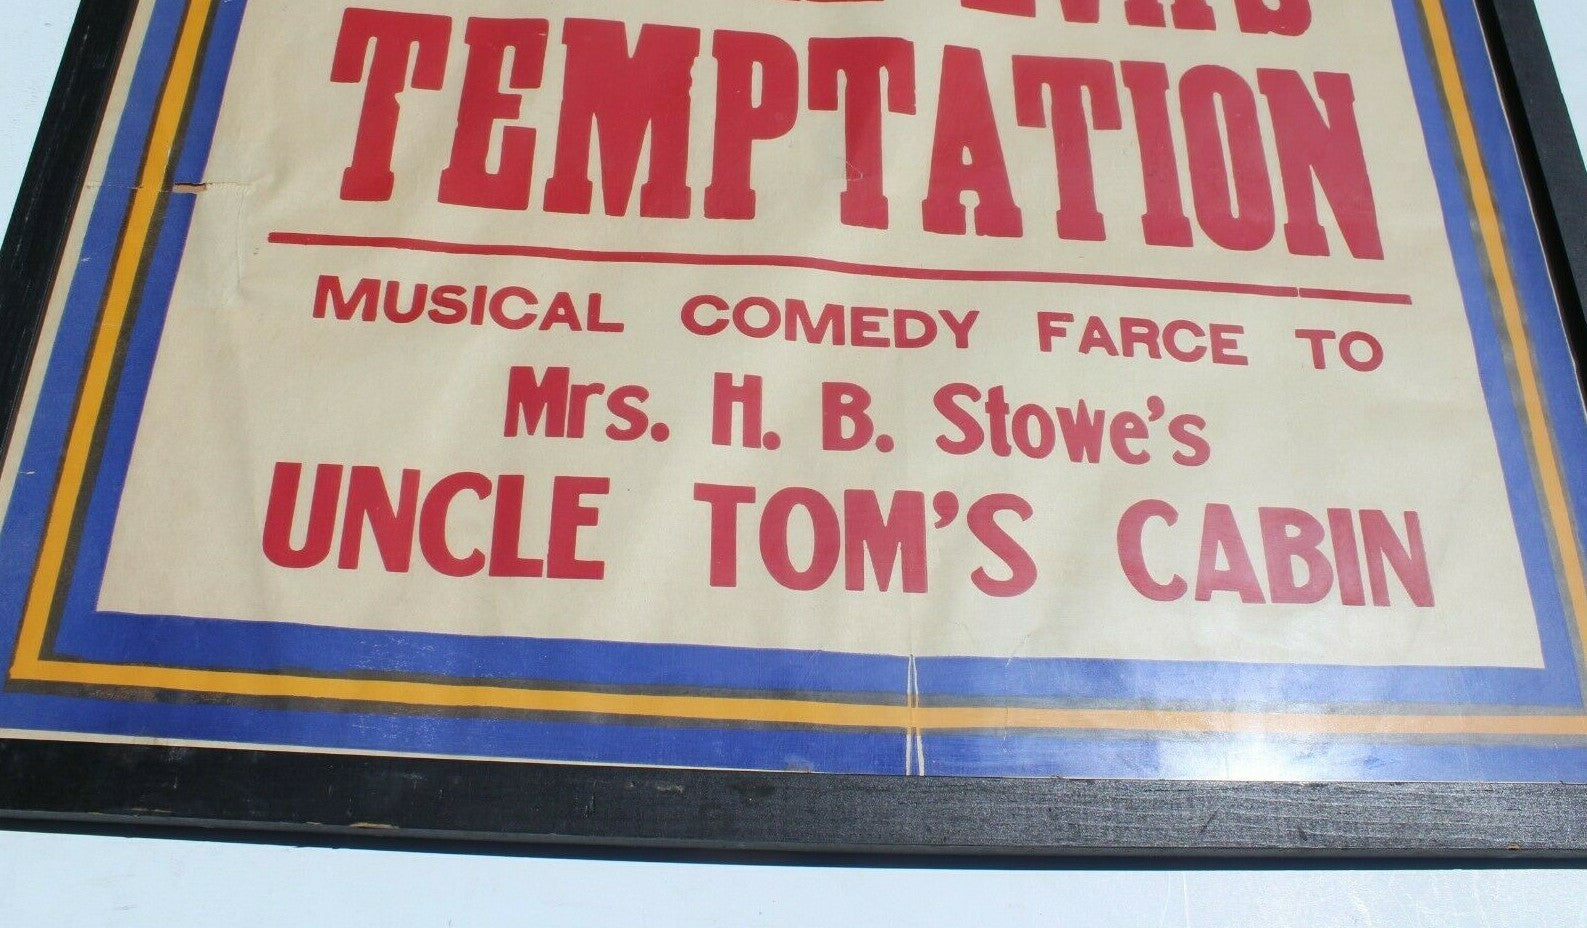 TEMPTATION
MUSICAL COMEDY FARCE TO
Mrs. H. B. Stowe's
UNCLE TOM'S CABIN